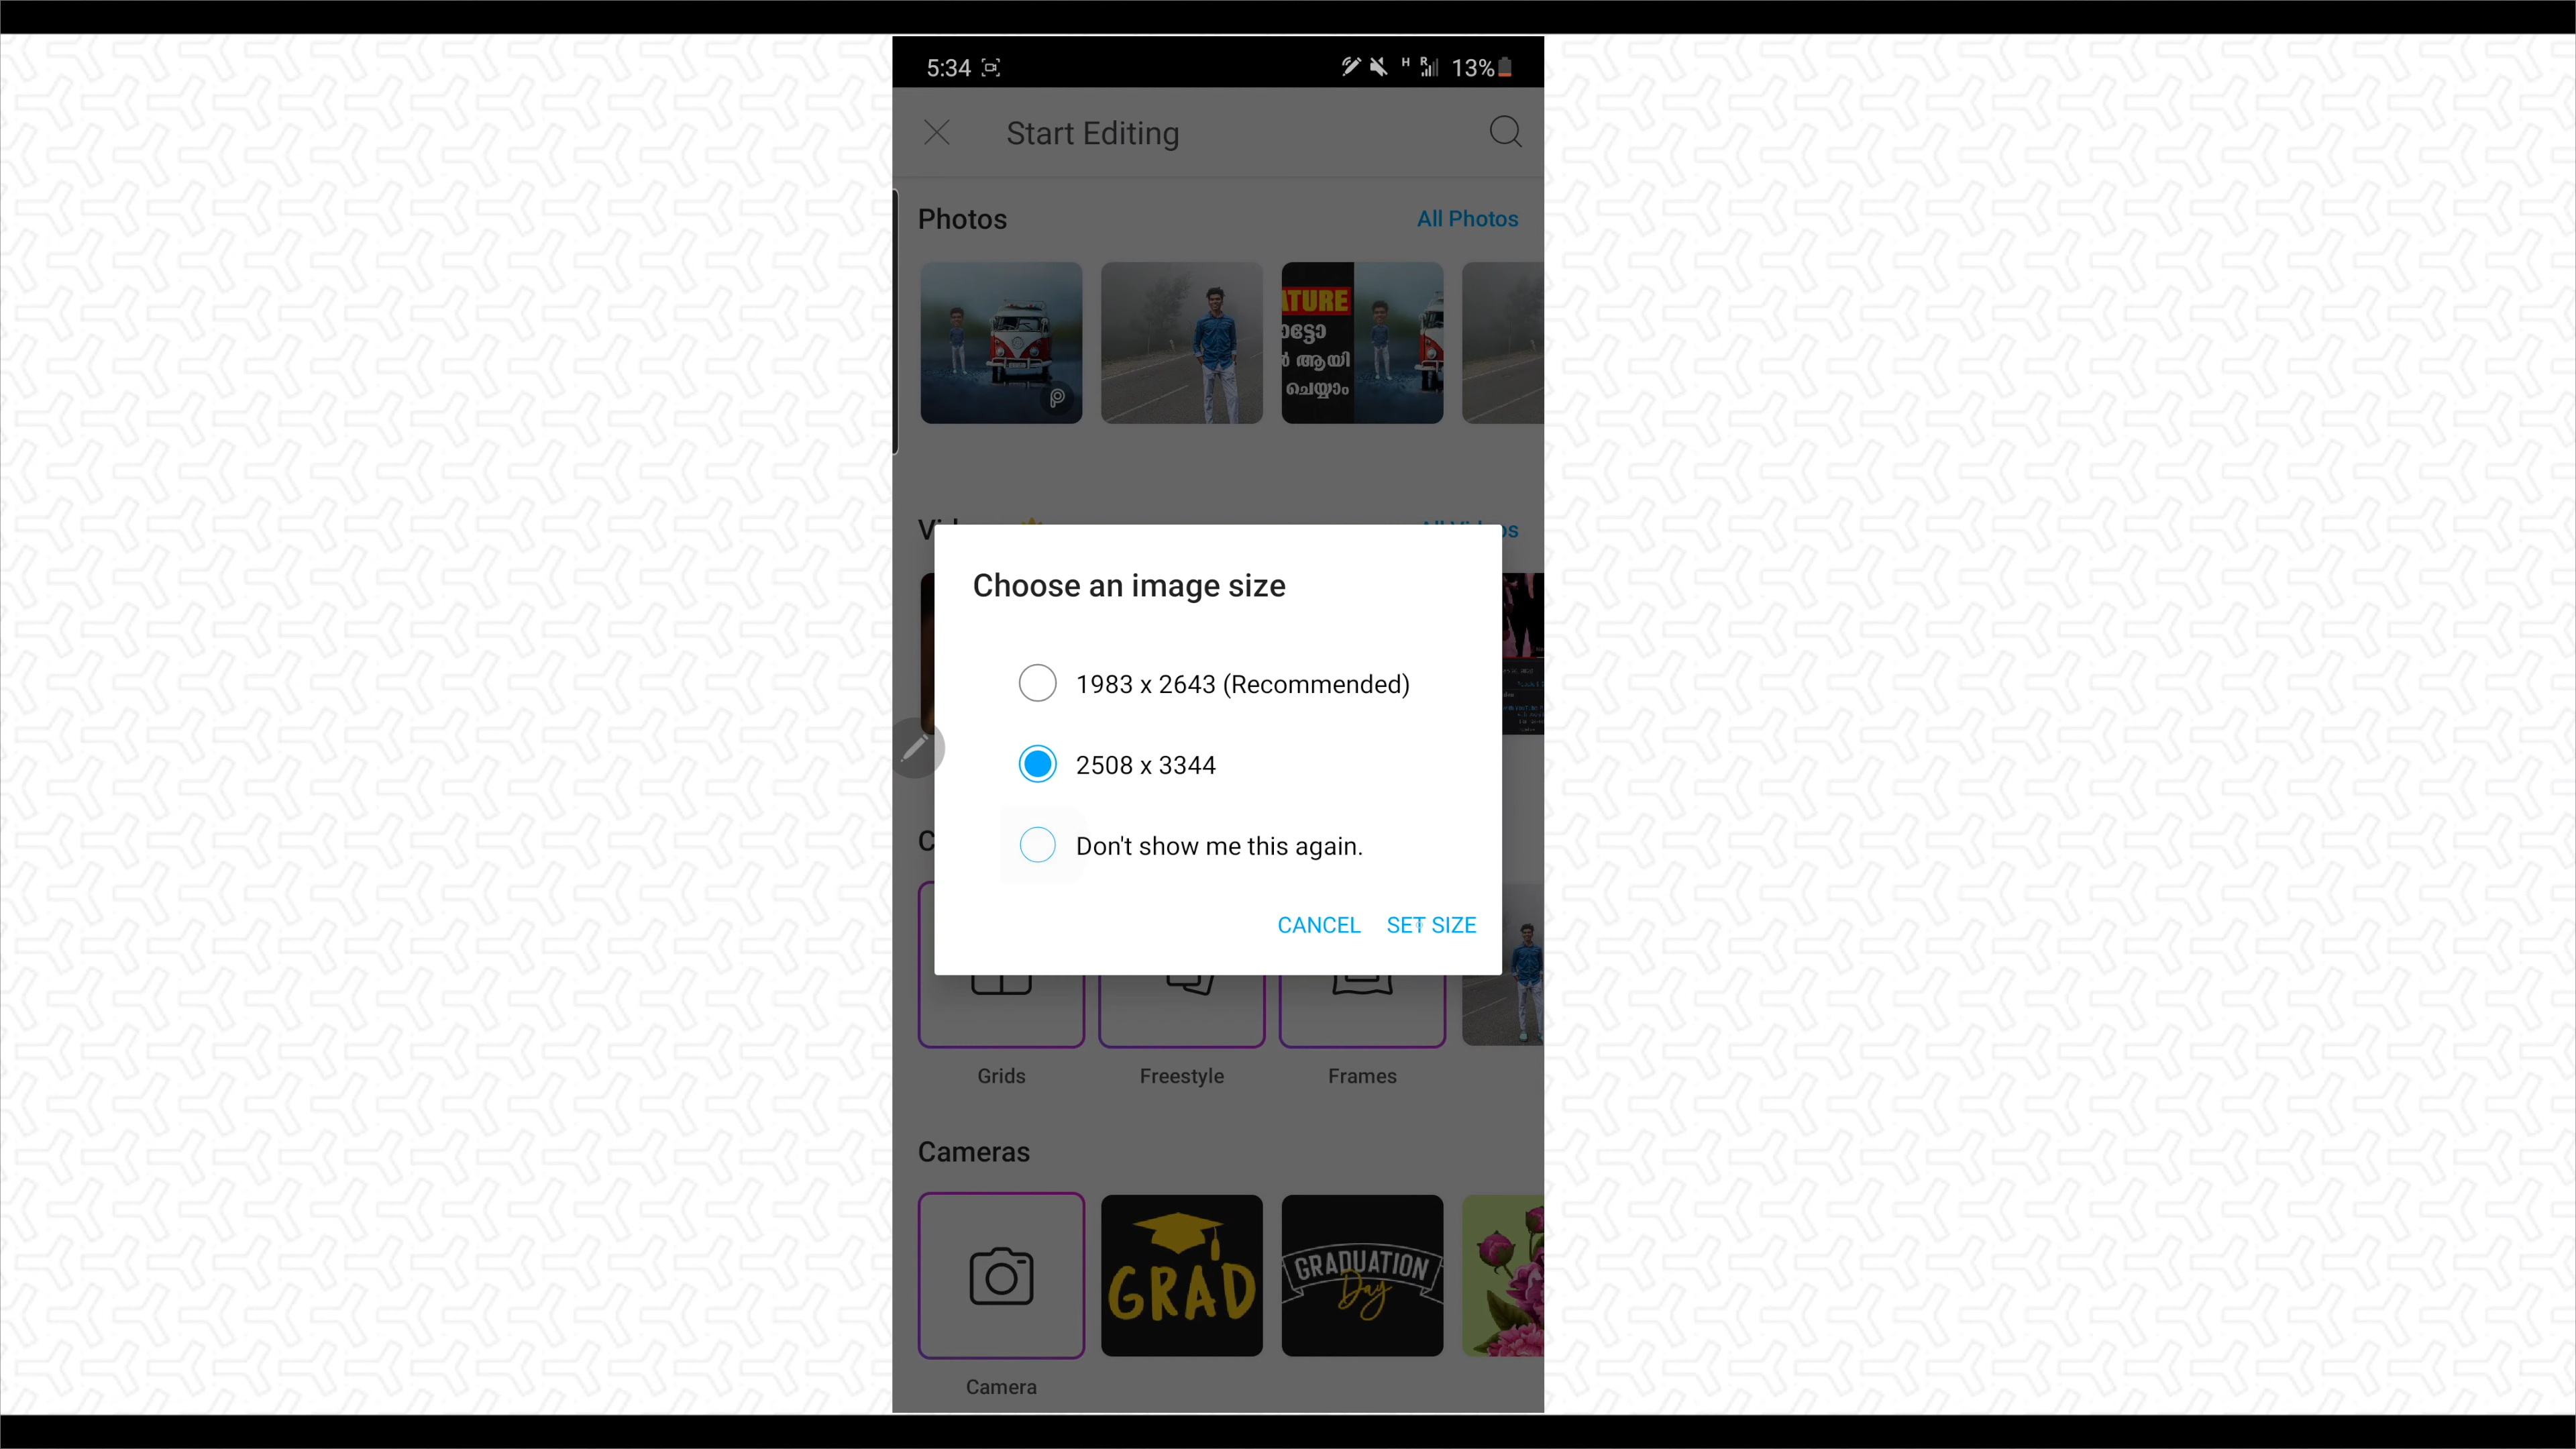 5:34
H R 13%
Start Editing
Photos
All Photos
ATURE
ൽ ആയി
ചെയ്യാം
Choose an image size
1983 x 2643 (Recommended)
2508 x 3344
Don't show me this again.
CANCEL SET SIZE
Grids
Freestyle
Frames
Cameras
GRAD
GRADUATION
Day
Camera